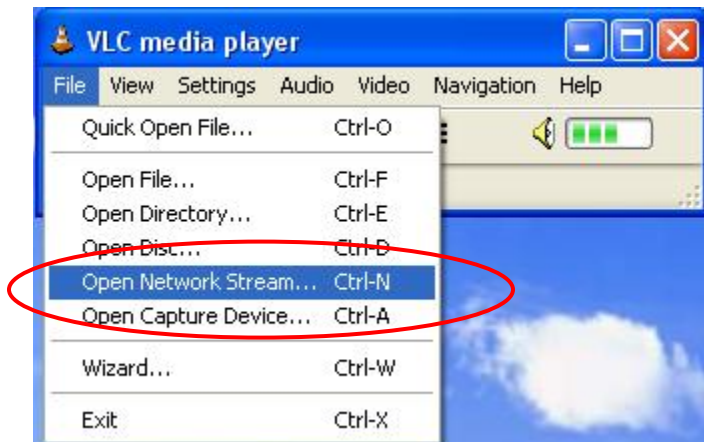 VLC media player
File View Settings Audio Video Navigation Help
Quick Open File... Ctrl-O
Open File... Ctrl-F
Open Directory... Ctrl-E
Open Disc... Ctrl-D
Open Network Stream... Ctrl-N
Open Capture Device... Ctrl-A
Wizard... Ctrl-W
Exit Ctrl-X